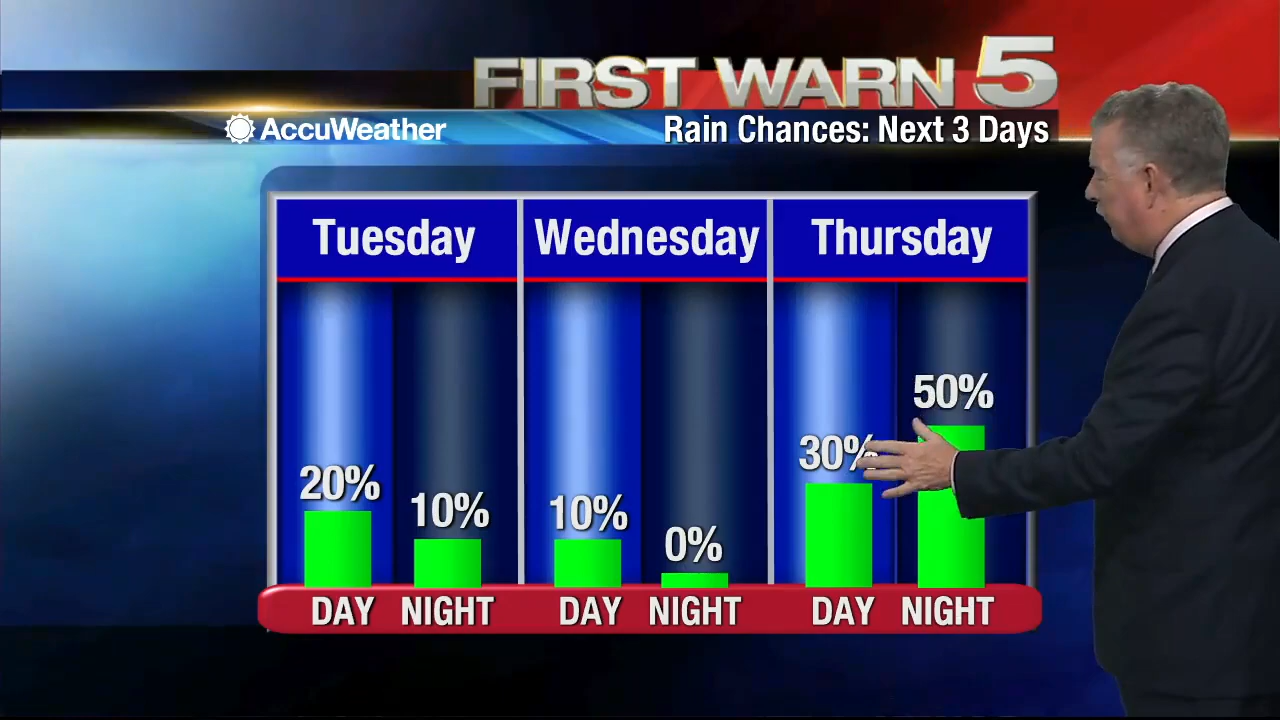 FIRST WARN 5
AccuWeather
Rain Chances: Next 3 Days
Tuesday Wednesday Thursday
50%
20% 10% 10% 0% 30%
DAY NIGHT DAY NIGHT DAY NIGHT